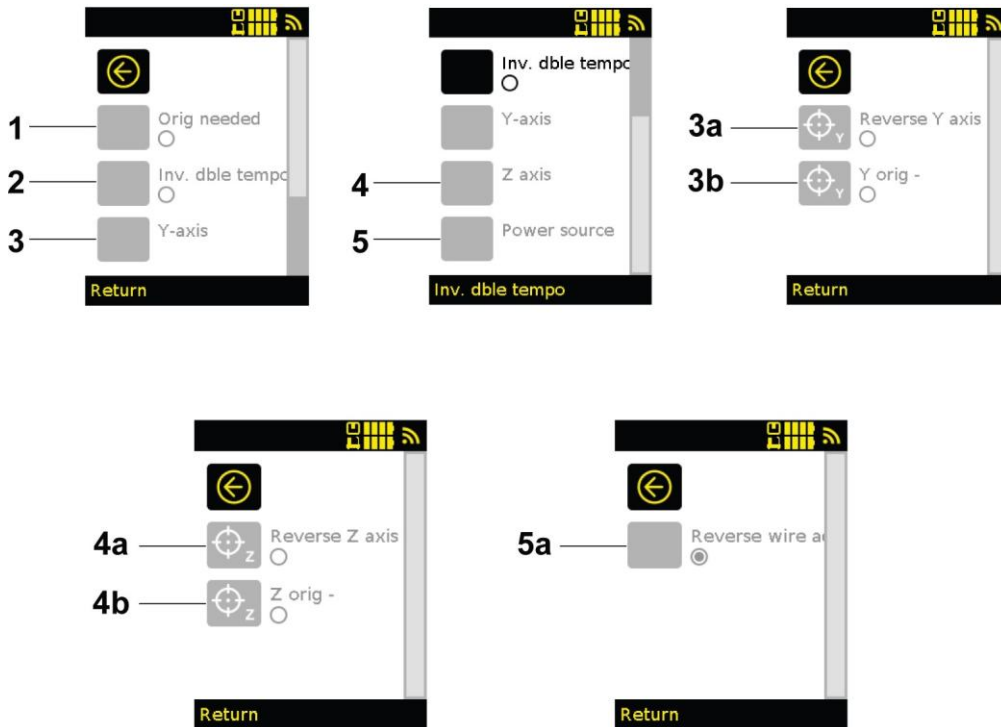 1
Orig needed
2
Inv. dble tempo
3
Y-axis
Return
Inv. dble tempo
Y-axis
4
Z axis
5
Power source
Inv. dble tempo
3a
Reverse Y axis
Y
3b
Y orig -
Y
Return
4a
Reverse Z axis
Z
4b
Z orig -
Z
Return
5a
Reverse wire
Return